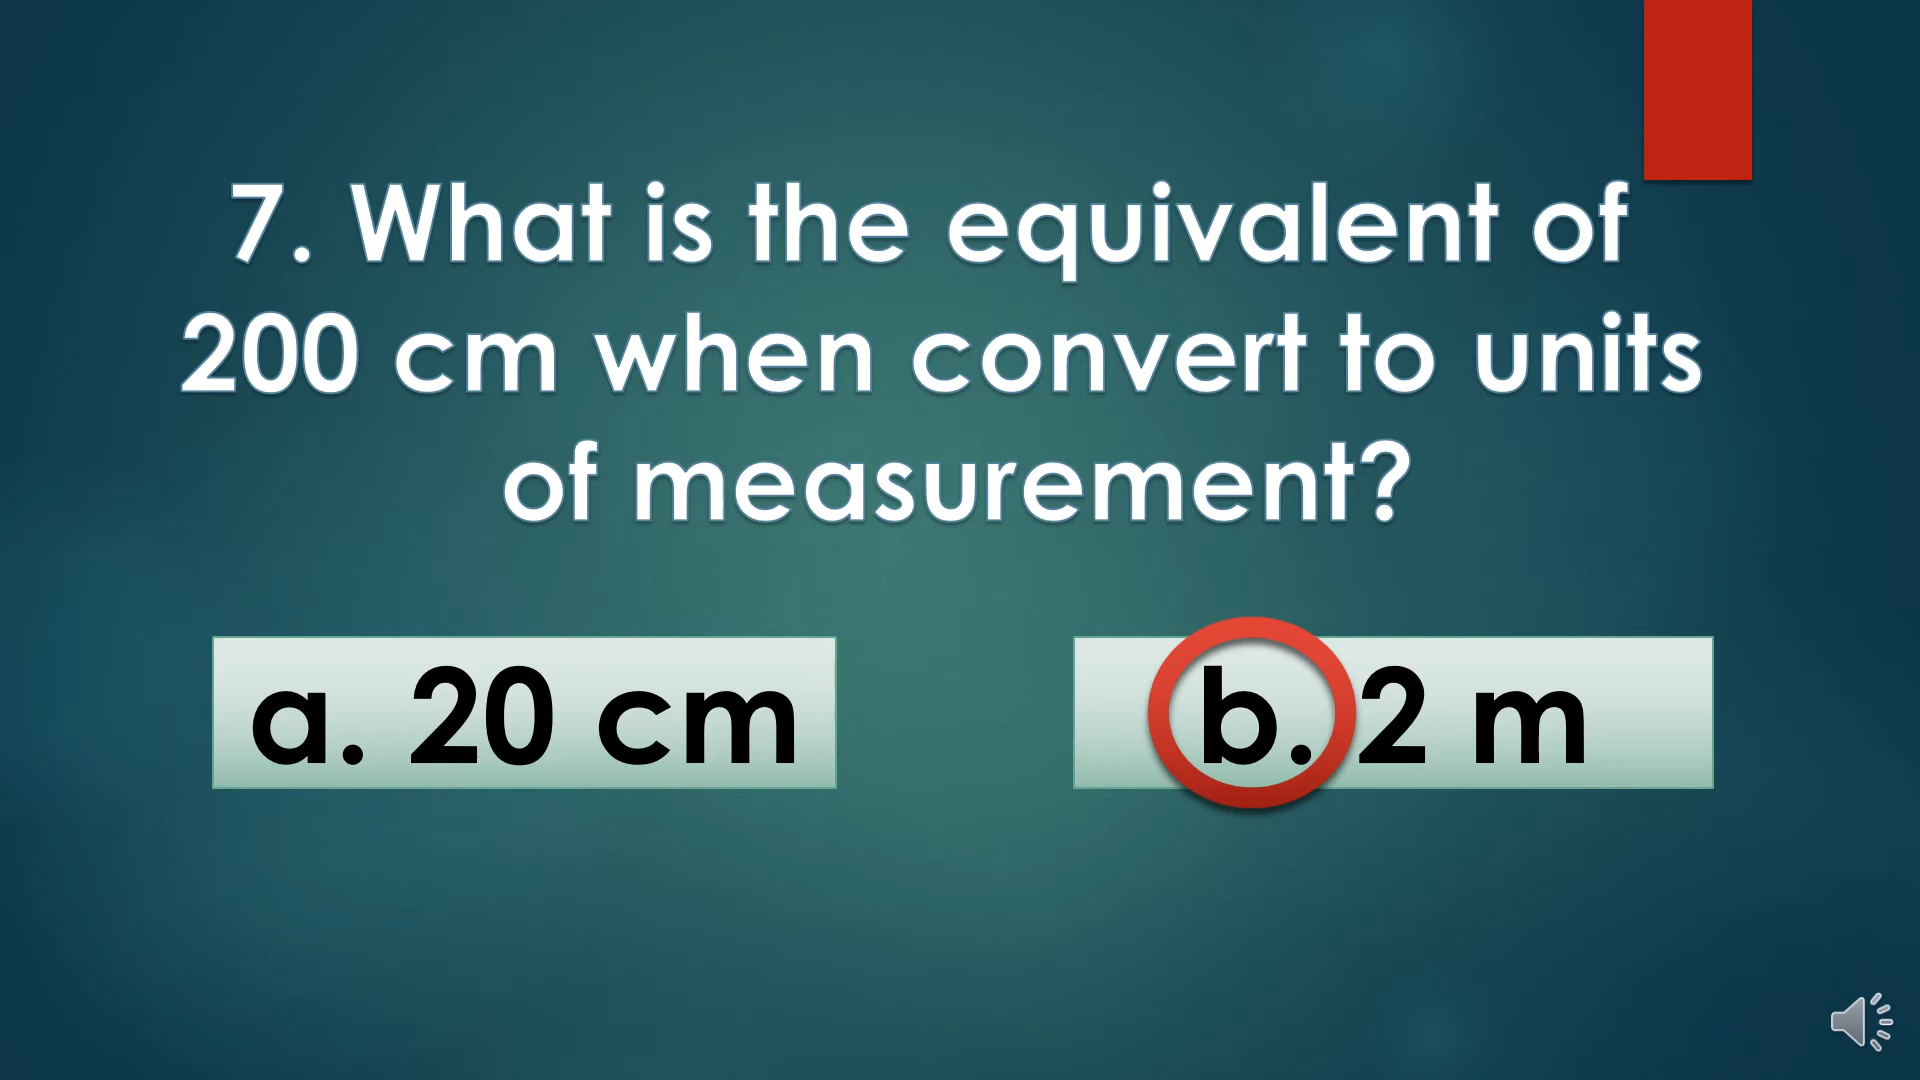 7. What is the equivalent of
200 cm when convert to units
of measurement?
a. 20 cm
b. 2 m